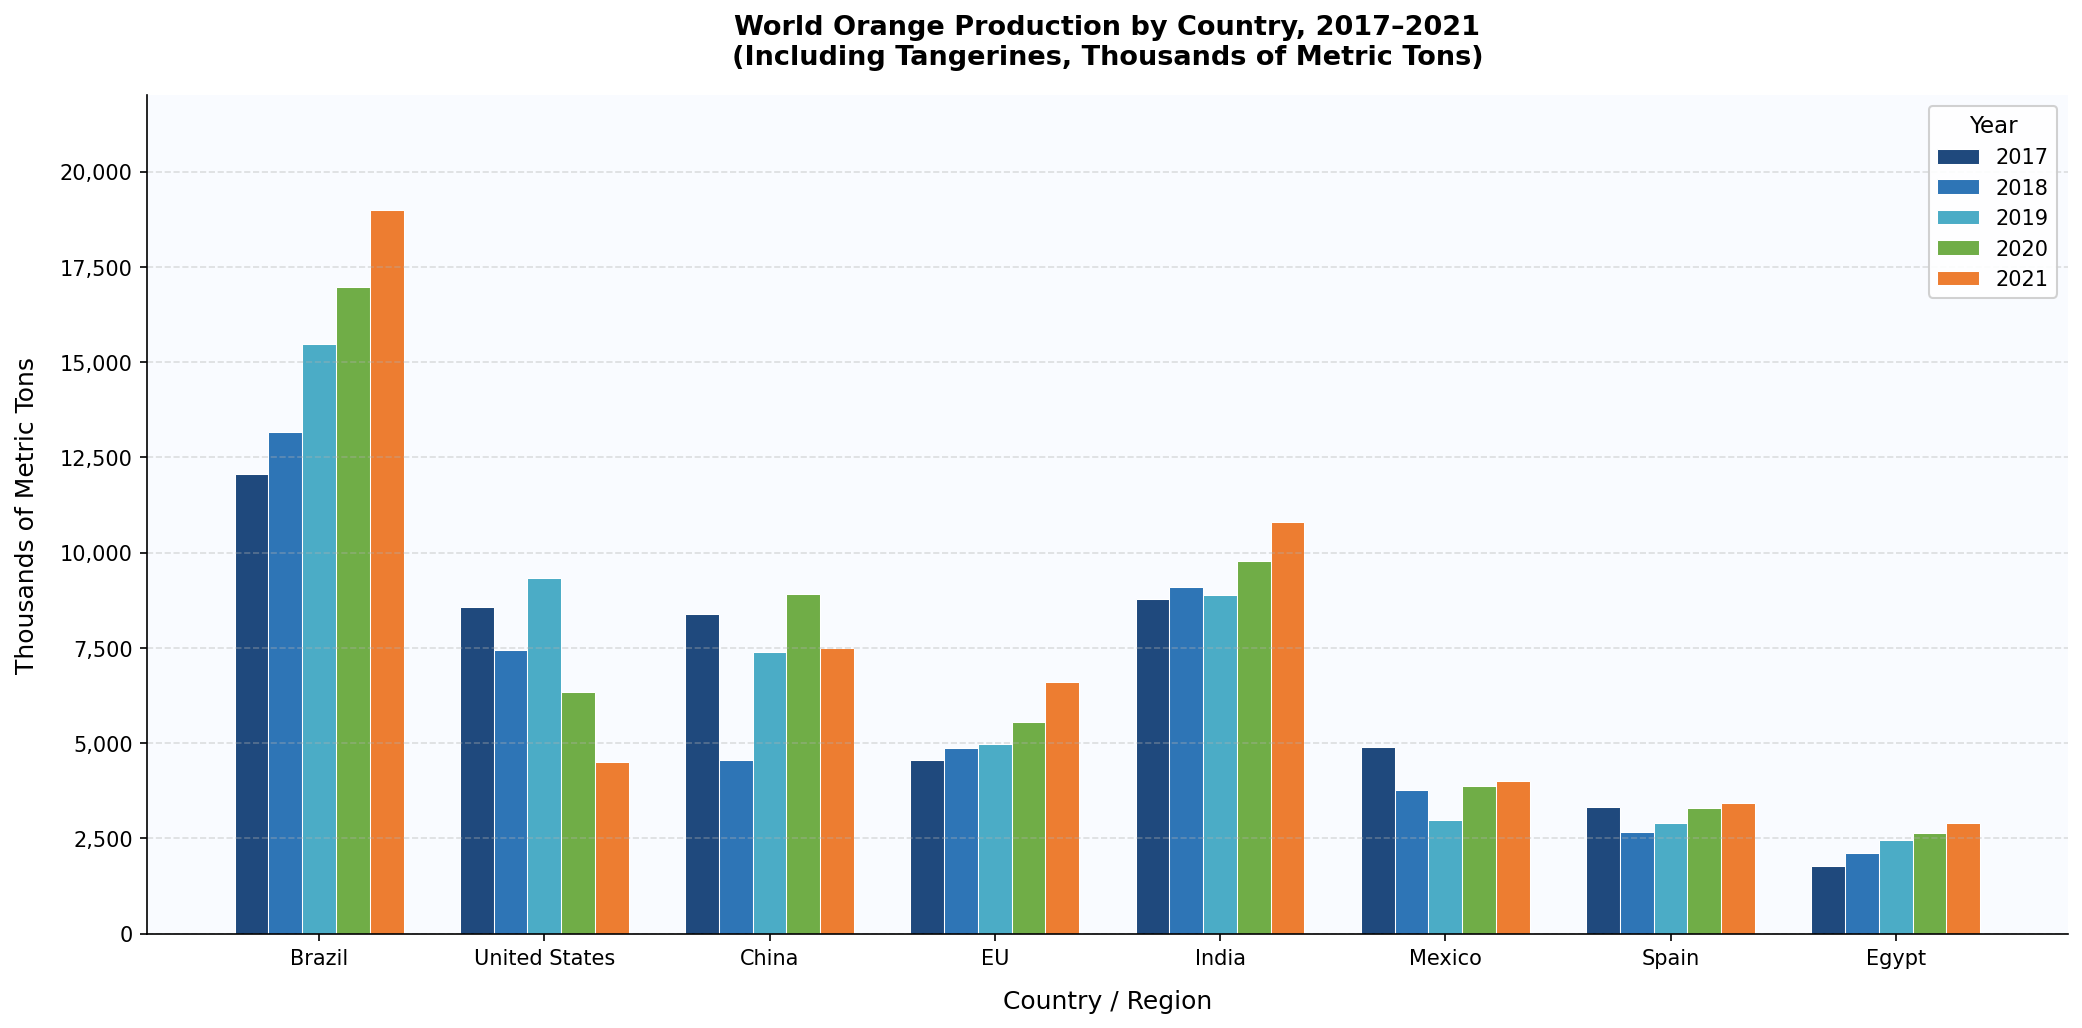 World Orange Production by Country, 2017–2021
(Including Tangerines, Thousands of Metric Tons)
Year
2017
2018
2019
2020
2021
Thousands of Metric Tons
20,000
17,500
15,000
12,500
10,000
7,500
5,000
2,500
0
Brazil
United States
China
EU
India
Mexico
Spain
Egypt
Country / Region